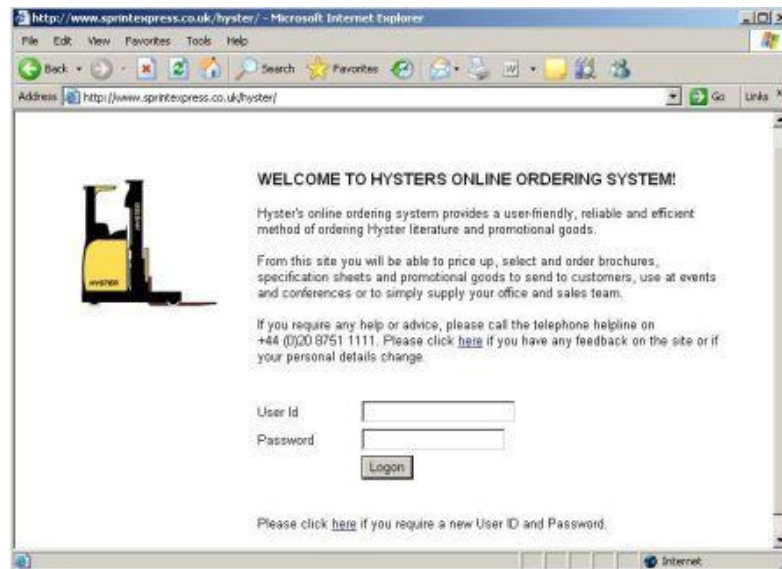 http://www.sprintexpress.co.uk/hyster/ - Microsoft Internet Explorer
File Edit View Favorites Tools Help
Back Search Favorites
Address http://www.sprintexpress.co.uk/hyster/ Go Links
WELCOME TO HYSTERS ONLINE ORDERING SYSTEM!
Hyster's online ordering system provides a user-friendly, reliable and efficient
method of ordering Hyster literature and promotional goods.
HYSTER
From this site you will be able to price up, select and order brochures,
specification sheets and promotional goods to send to customers, use at events
and conferences or to simply supply your office and sales team.
HYSTER
If you require any help or advice, please call the telephone helpline on
+44 (0)20 8751 1111. Please click here if you have any feedback on the site or if
your personal details change.
User Id
Password
Logon
Please click here if you require a new User ID and Password.
Internet